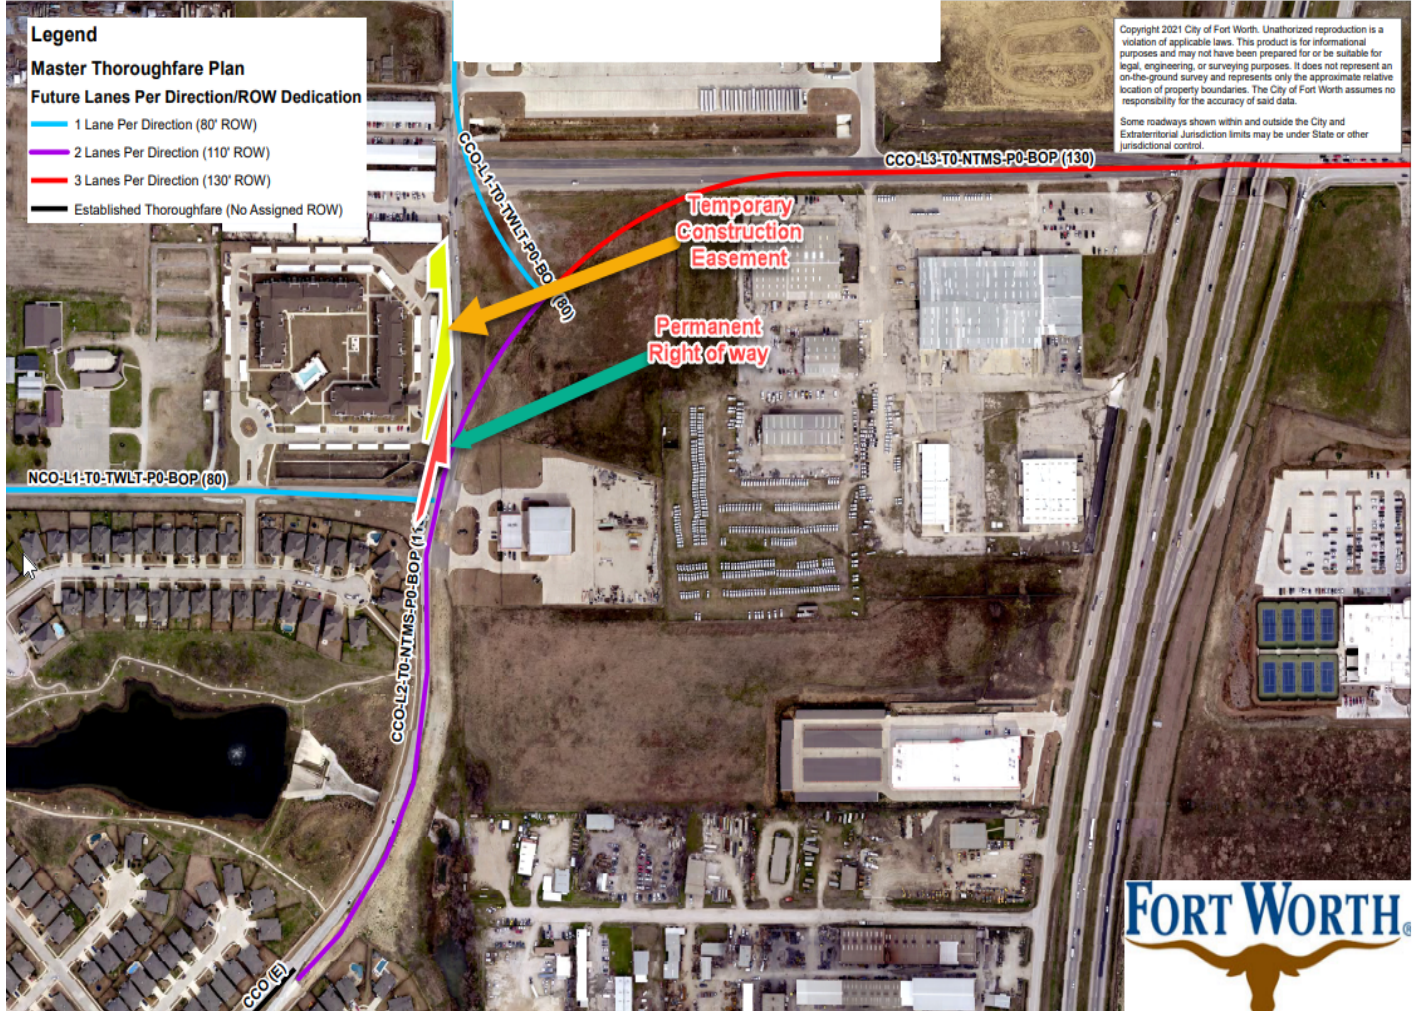 Legend
Master Thoroughfare Plan
Future Lanes Per Direction/ROW Dedication
1 Lane Per Direction (80' ROW)
2 Lanes Per Direction (110' ROW)
3 Lanes Per Direction (130' ROW)
Established Thoroughfare (No Assigned ROW)
Copyright 2021 City of Fort Worth. Unathorized reproduction is a
violation of applicable laws. This product is for informational
purposes and may not have been prepared for or be suitable for
legal, engineering, or surveying purposes. It does not represent an
on-the-ground survey and represents only the approximate relative
location of property boundaries. The City of Fort Worth assumes no
responsibility for the accuracy of said data.
Some roadways shown within and outside the City and
Extraterritorial Jurisdiction limits may be under State or other
jurisdictional control.
CCO-L1-T0-TWLT-P0-BO (80)
CCO-L3-T0-NTMS-P0-BOP (130)
Temporary
Construction
Easement
Permanent
Right of way
NCO-L1-T0-TWLT-P0-BOP (80)
CCO-L2-T0-NTMS-P0-BOP (1
CCO (E)
FORT WORTH®